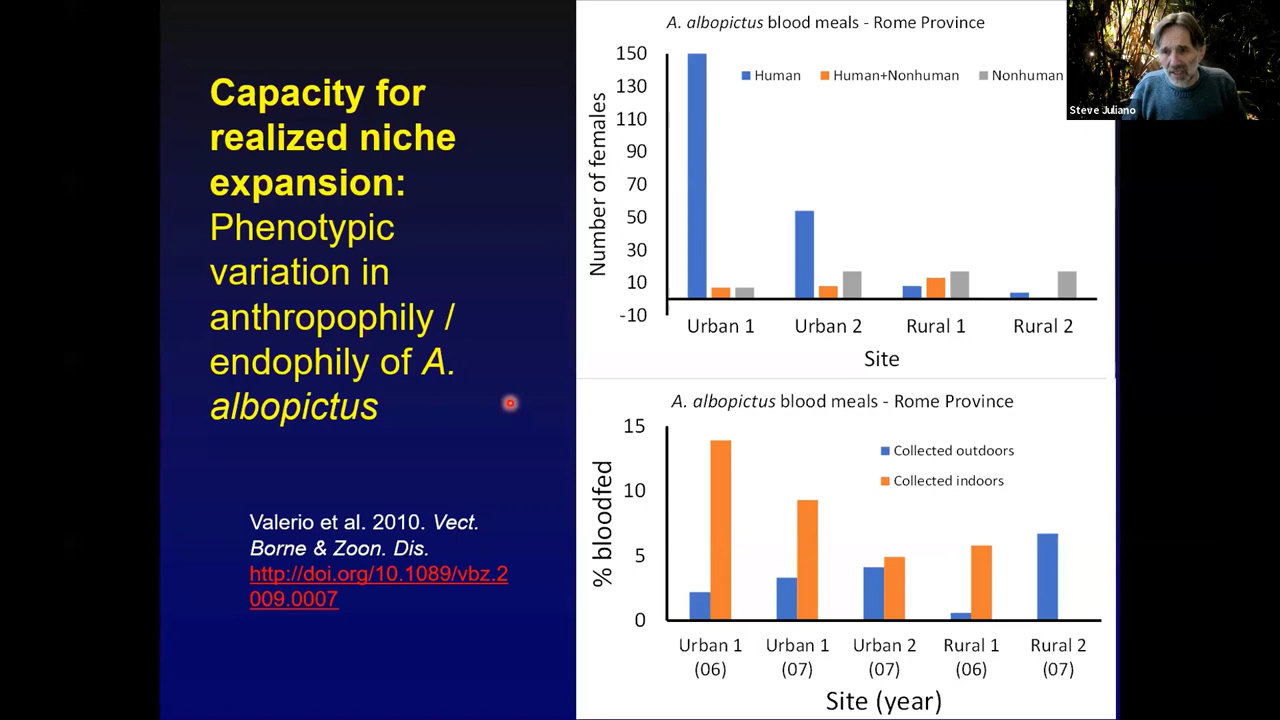 Capacity for
realized niche
expansion:
Phenotypic
variation in
anthropophily /
endophily of A.
albopictus
Valerio et al. 2010. Vect.
Borne & Zoon. Dis.
http://doi.org/10.1089/vbz.2
009.0007
A. albopictus blood meals - Rome Province
Human
Human+Nonhuman
Nonhuman
Number of females
150
130
110
90
70
50
30
10
-10
Urban 1
Urban 2
Rural 1
Rural 2
Site
A. albopictus blood meals - Rome Province
Collected outdoors
Collected indoors
% bloodfed
15
10
5
0
Urban 1
(06)
Urban 1
(07)
Urban 2
(07)
Rural 1
(06)
Rural 2
(07)
Site (year)
Steve Juliano